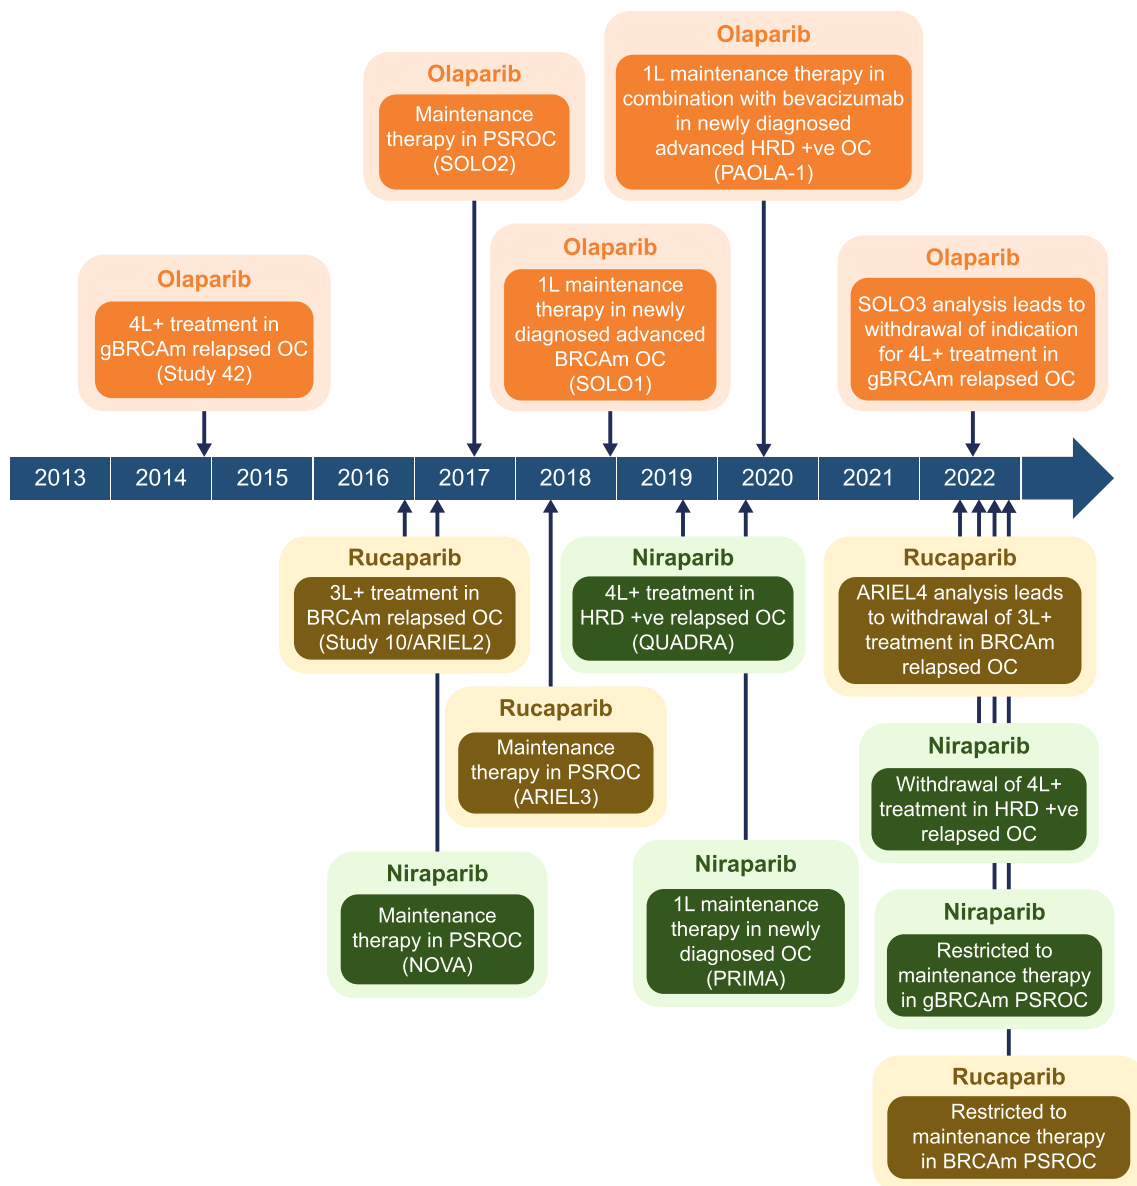 Olaparib
1L maintenance therapy in
combination with bevacizumab
in newly diagnosed
advanced HRD +ve OC
(PAOLA-1)
Olaparib
Maintenance
therapy in PSROC
(SOLO2)
Olaparib
1L maintenance
therapy in newly
diagnosed advanced
BRCAm OC
(SOLO1)
Olaparib
SOLO3 analysis leads to
withdrawal of indication
for 4L+ treatment in
gBRCAm relapsed OC
Olaparib
4L+ treatment in
gBRCAm relapsed OC
(Study 42)
2013 2014 2015 2016 2017 2018 2019 2020 2021 2022
Rucaparib
3L+ treatment in
BRCAm relapsed OC
(Study 10/ARIEL2)
Niraparib
4L+ treatment in
HRD +ve relapsed OC
(QUADRA)
Rucaparib
ARIEL4 analysis leads
to withdrawal of 3L+
treatment in BRCAm
relapsed OC
Rucaparib
Maintenance
therapy in PSROC
(ARIEL3)
Niraparib
Withdrawal of 4L+
treatment in HRD +ve
relapsed OC
Niraparib
Maintenance
therapy in PSROC
(NOVA)
Niraparib
1L maintenance
therapy in newly
diagnosed OC
(PRIMA)
Niraparib
Restricted to
maintenance therapy
in gBRCAm PSROC
Rucaparib
Restricted to
maintenance therapy
in BRCAm PSROC